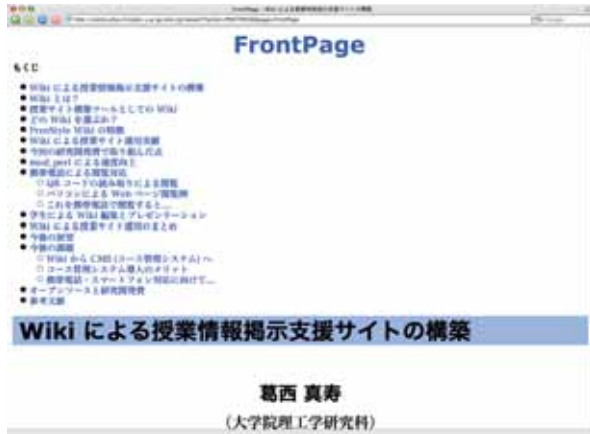 FrontPage
もくじ
Wiki による授業情報掲示支援サイトの構築
Wiki とは？
授業サイト構築ツールとしての Wiki
どの Wiki を選ぶか？
FreeStyle Wiki の特徴
Wiki による授業サイト運用実績
今回の研究開発費で取り組んだ点
mod_perl による速度向上
携帯電話による閲覧対応
QR コードの読み取りによる閲覧
パソコンによる Web ページ閲覧例
これを携帯電話で閲覧すると...
学生による Wiki 編集とプレゼンテーション
Wiki による授業サイト運用のまとめ
今後の展望
今後の課題
Wiki から CMS (コース管理システム) へ
コース管理システム導入のメリット
携帯電話・スマートフォン対応に向けて...
オープンソースと研究開発費
参考文献
Wiki による授業情報掲示支援サイトの構築
葛西 真寿
(大学院理工学研究科)